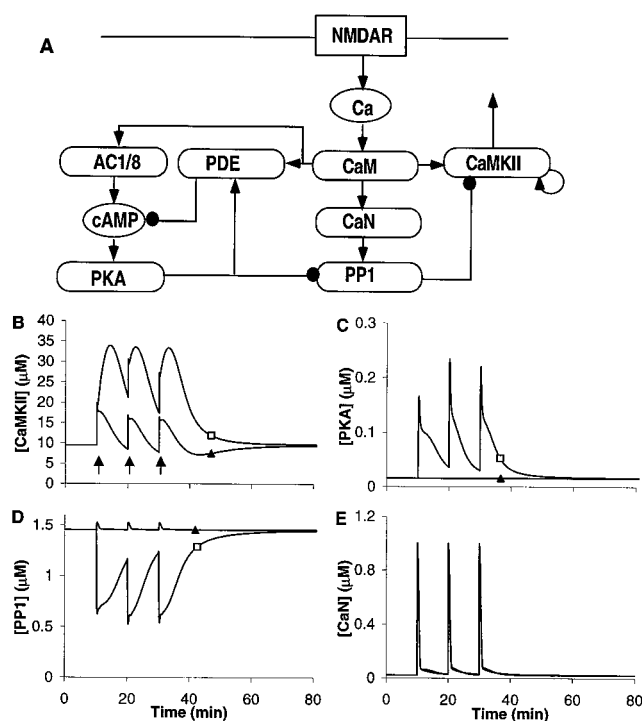 A
NMDAR
Ca
AC1/8
PDE
CaM
CaMKII
cAMP
CaN
PKA
PP1
B
[CaMKII] (µM)
40
35
30
25
20
15
10
5
0
C
[PKA] (µM)
0.3
0.2
0.1
0
D
[PP1] (µM)
1.5
1
0.5
0
0 20 40 60 80
Time (min)
E
[CaN] (µM)
1.2
0.8
0.4
0
0 20 40 60 80
Time (min)